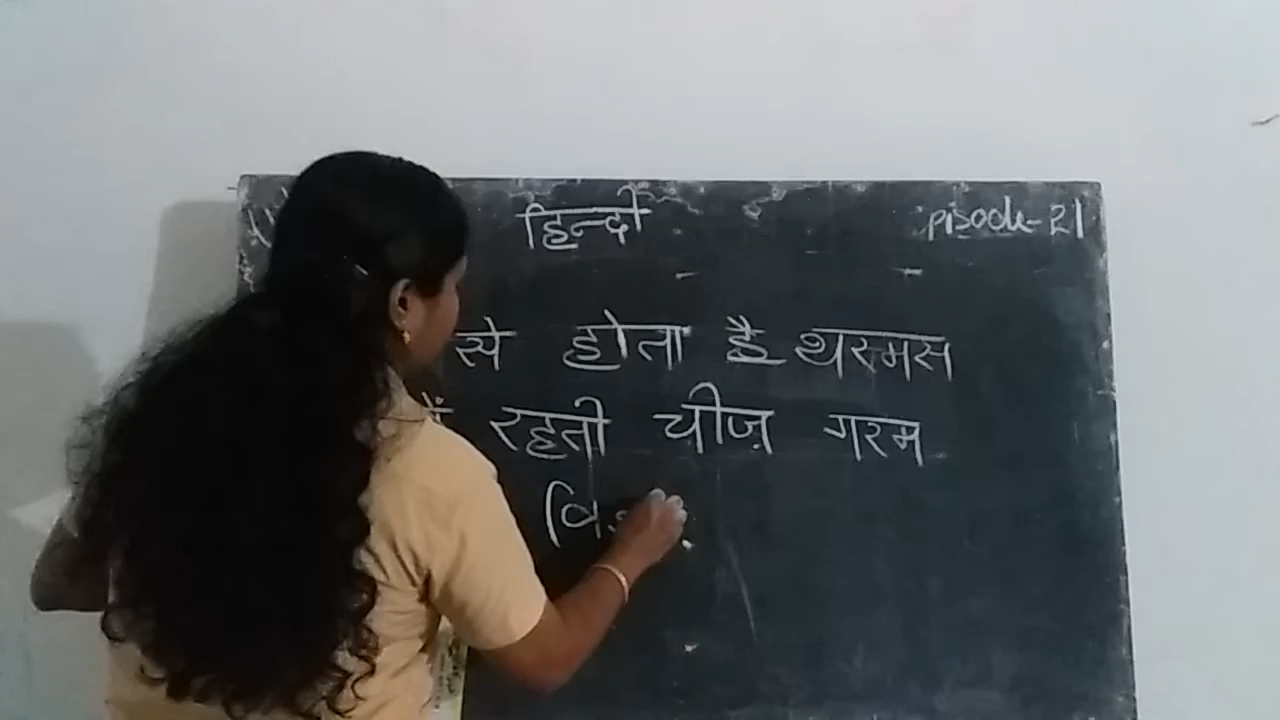 हिन्दी
pisode-21
से होता है थरमस
रहती चीज़ गरम